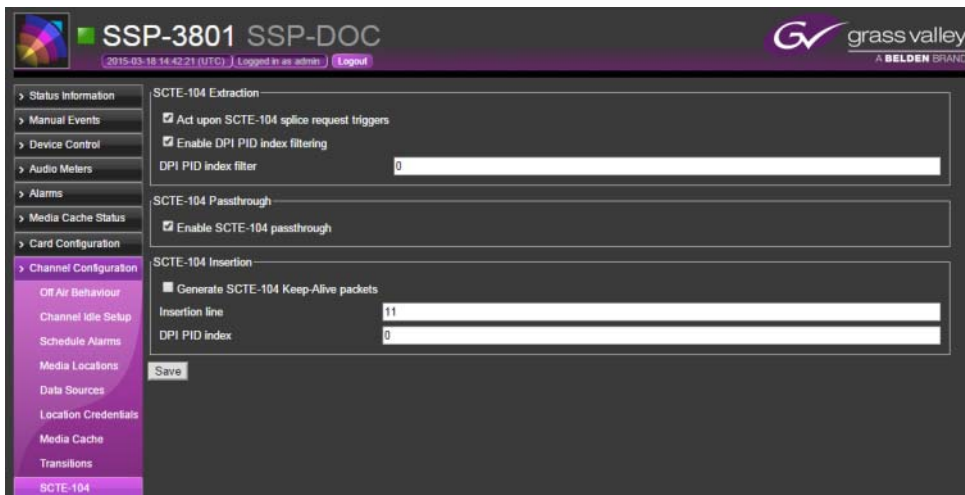 SSP-3801 SSP-DOC
2015-03-18 14:42:21 (UTC) Logged in as admin Logout
GV grass valley
A BELDEN BRAND
> Status Information
> Manual Events
> Device Control
> Audio Meters
> Alarms
> Media Cache Status
> Card Configuration
> Channel Configuration
Off Air Behaviour
Channel Idle Setup
Schedule Alarms
Media Locations
Data Sources
Location Credentials
Media Cache
Transitions
SCTE-104
SCTE-104 Extraction
Act upon SCTE-104 splice request triggers
Enable DPI PID index filtering
DPI PID index filter 0
SCTE-104 Passthrough
Enable SCTE-104 passthrough
SCTE-104 Insertion
Generate SCTE-104 Keep-Alive packets
Insertion line 11
DPI PID index 0
Save